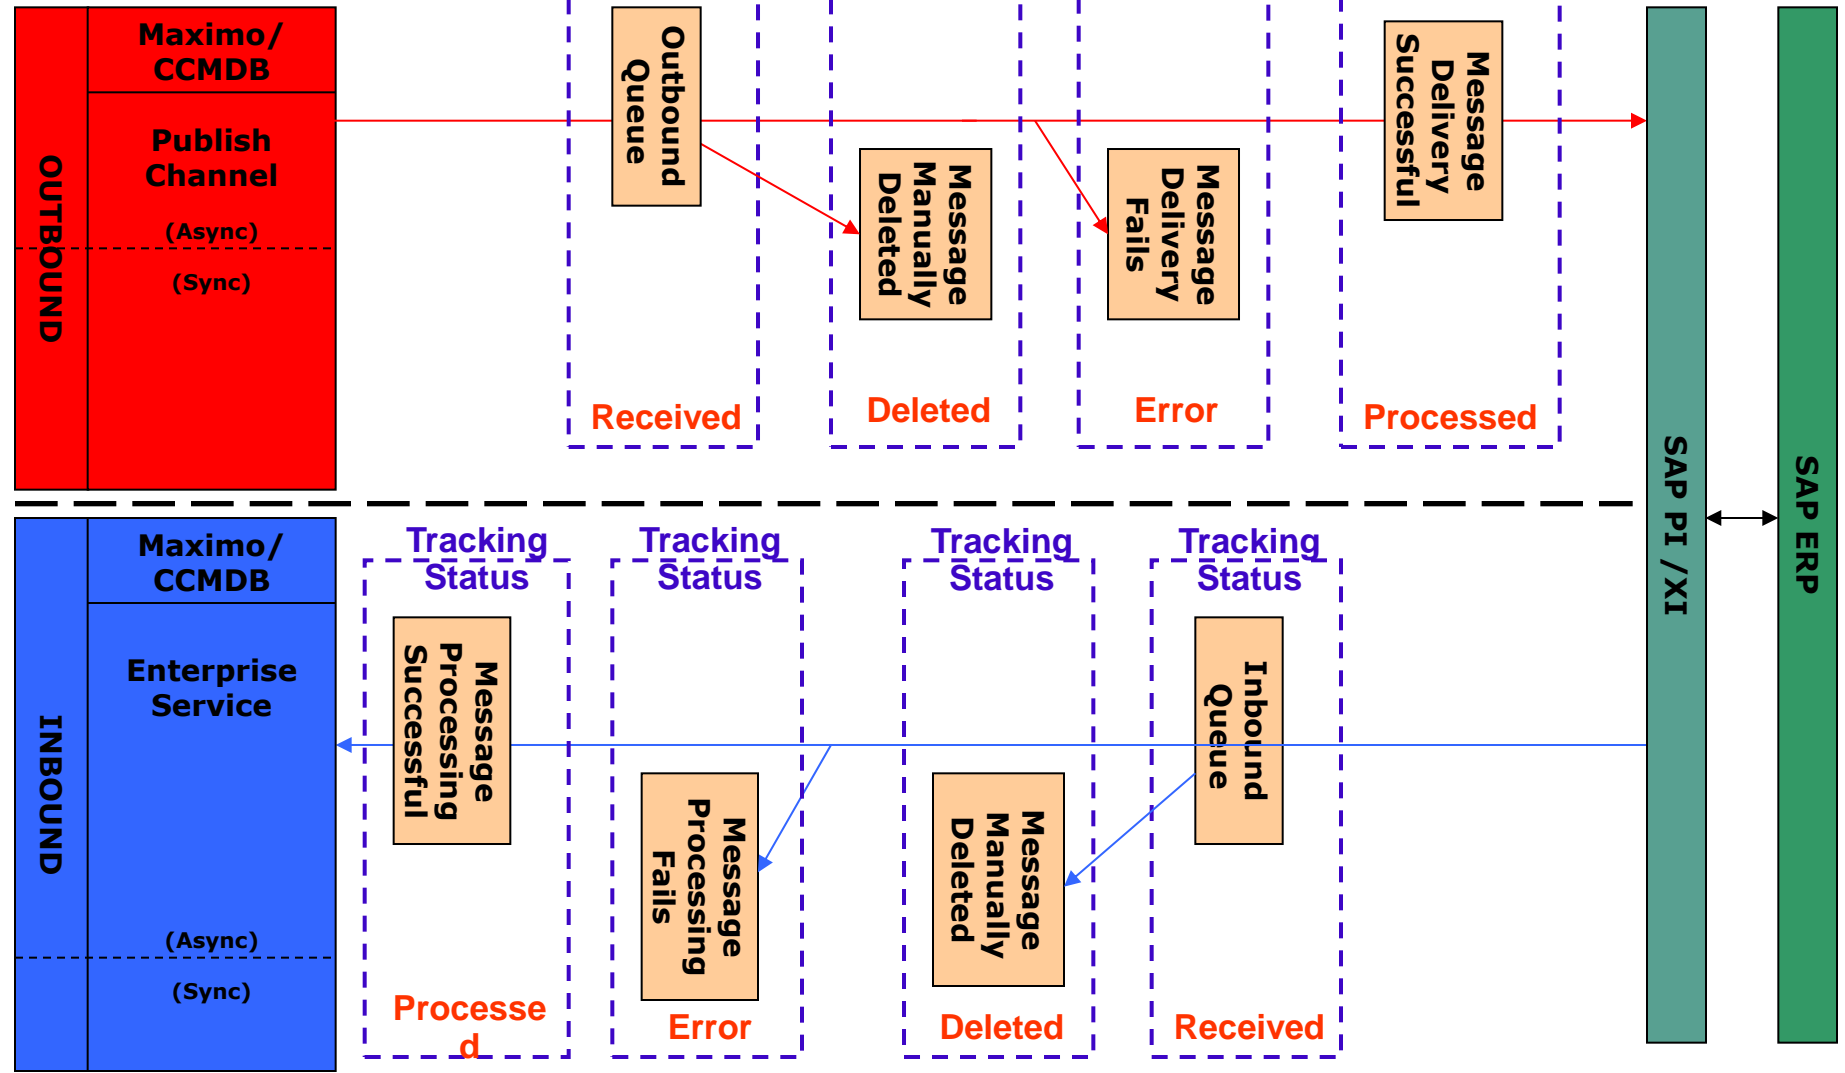 OUTBOUND
Maximo/
CCMDB
Publish
Channel
(Async)
(Sync)
Outbound
Queue
Received
Message
Manually
Deleted
Deleted
Message
Delivery
Fails
Error
Message
Delivery
Successful
Processed
SAP PI /XI
SAP ERP
INBOUND
Maximo/
CCMDB
Enterprise
Service
(Async)
(Sync)
Tracking
Status
Message
Processing
Successful
Processe
d
Tracking
Status
Message
Processing
Fails
Error
Tracking
Status
Message
Manually
Deleted
Deleted
Tracking
Status
Inbound
Queue
Received